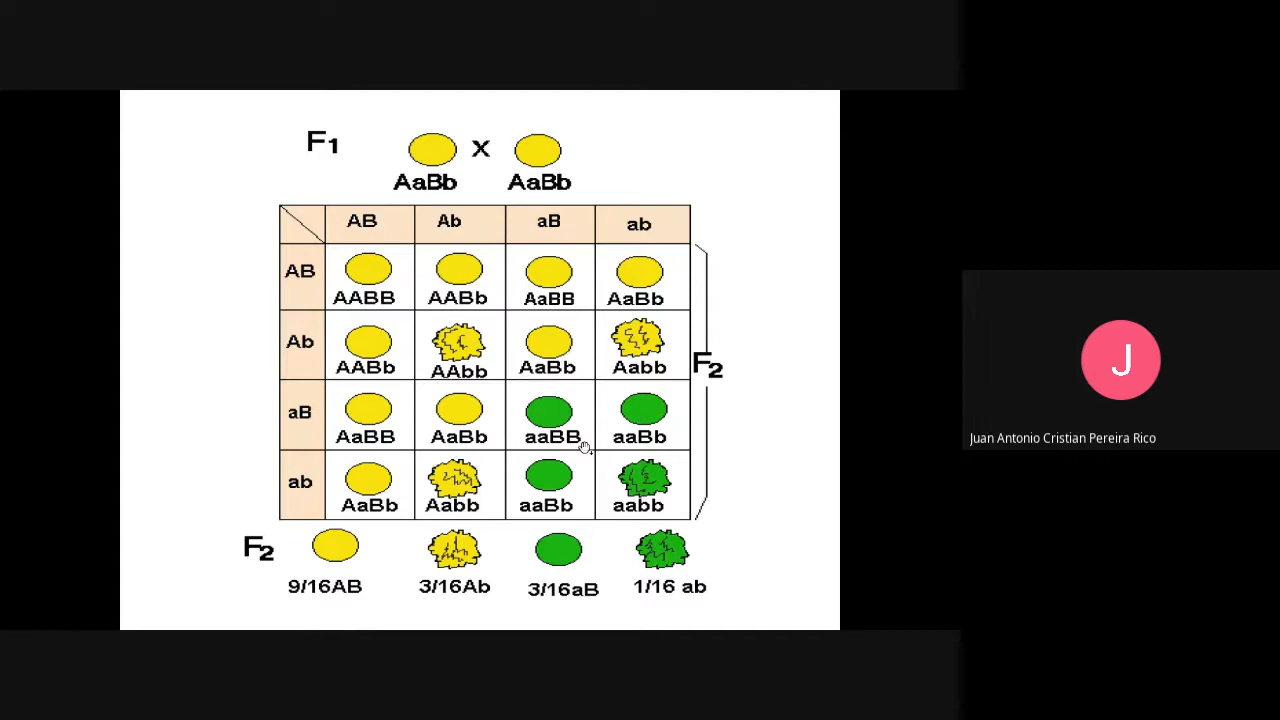 F1 X
AaBb AaBb
AB Ab aB ab
AB
AABB AABb AaBB AaBb
Ab
AABb AAbb AaBb Aabb
F2
aB
AaBB AaBb aaBB aaBb
ab
AaBb Aabb aaBb aabb
F2
9/16AB 3/16Ab 3/16aB 1/16 ab
J
Juan Antonio Cristian Pereira Rico